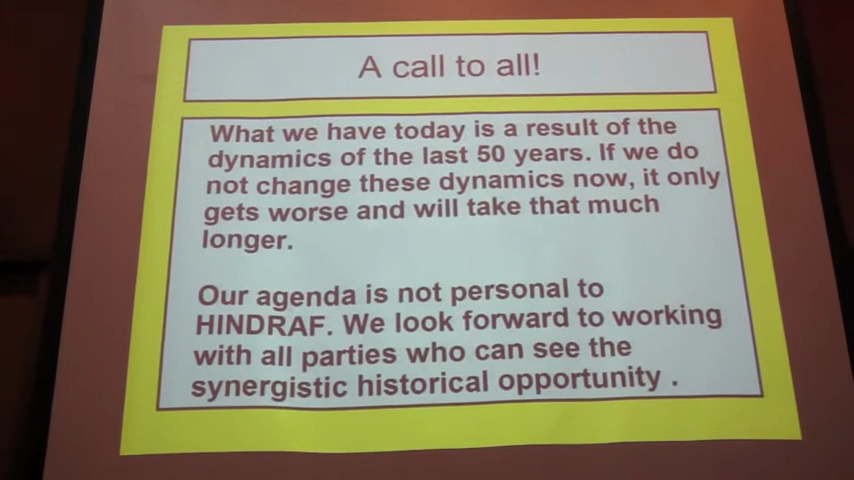 A call to all!
What we have today is a result of the
dynamics of the last 50 years. If we do
not change these dynamics now, it only
gets worse and will take that much
longer.
Our agenda is not personal to
HINDRAF. We look forward to working
with all parties who can see the
synergistic historical opportunity .